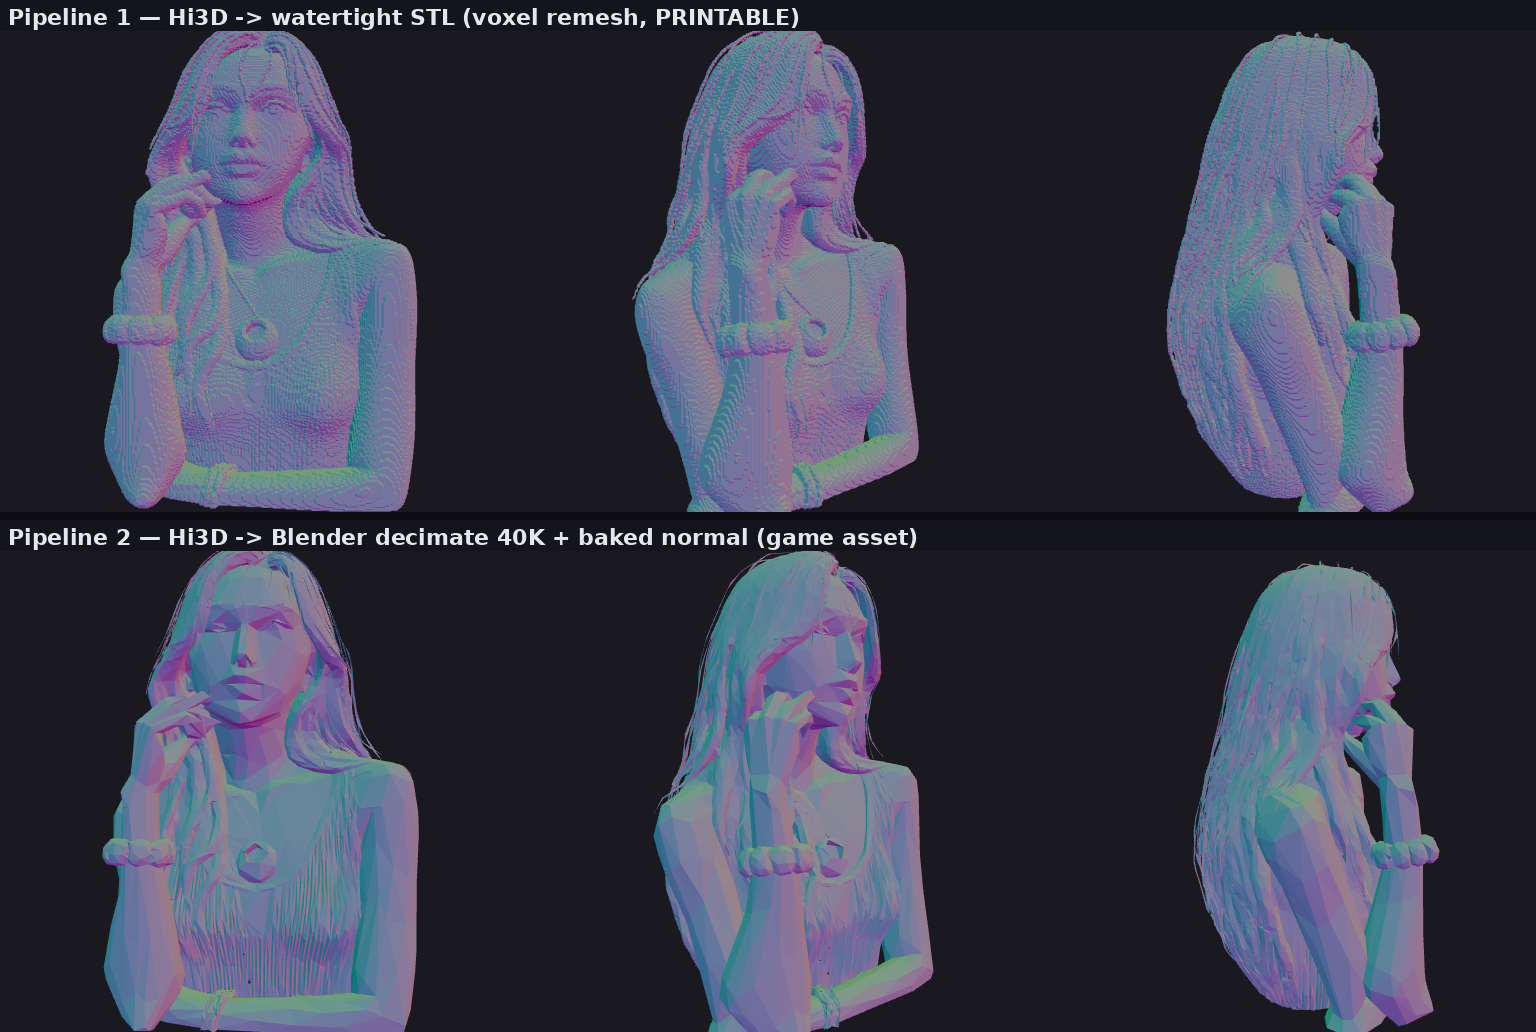 Pipeline 1 — Hi3D -> watertight STL (voxel remesh, PRINTABLE)
Pipeline 2 — Hi3D -> Blender decimate 40K + baked normal (game asset)